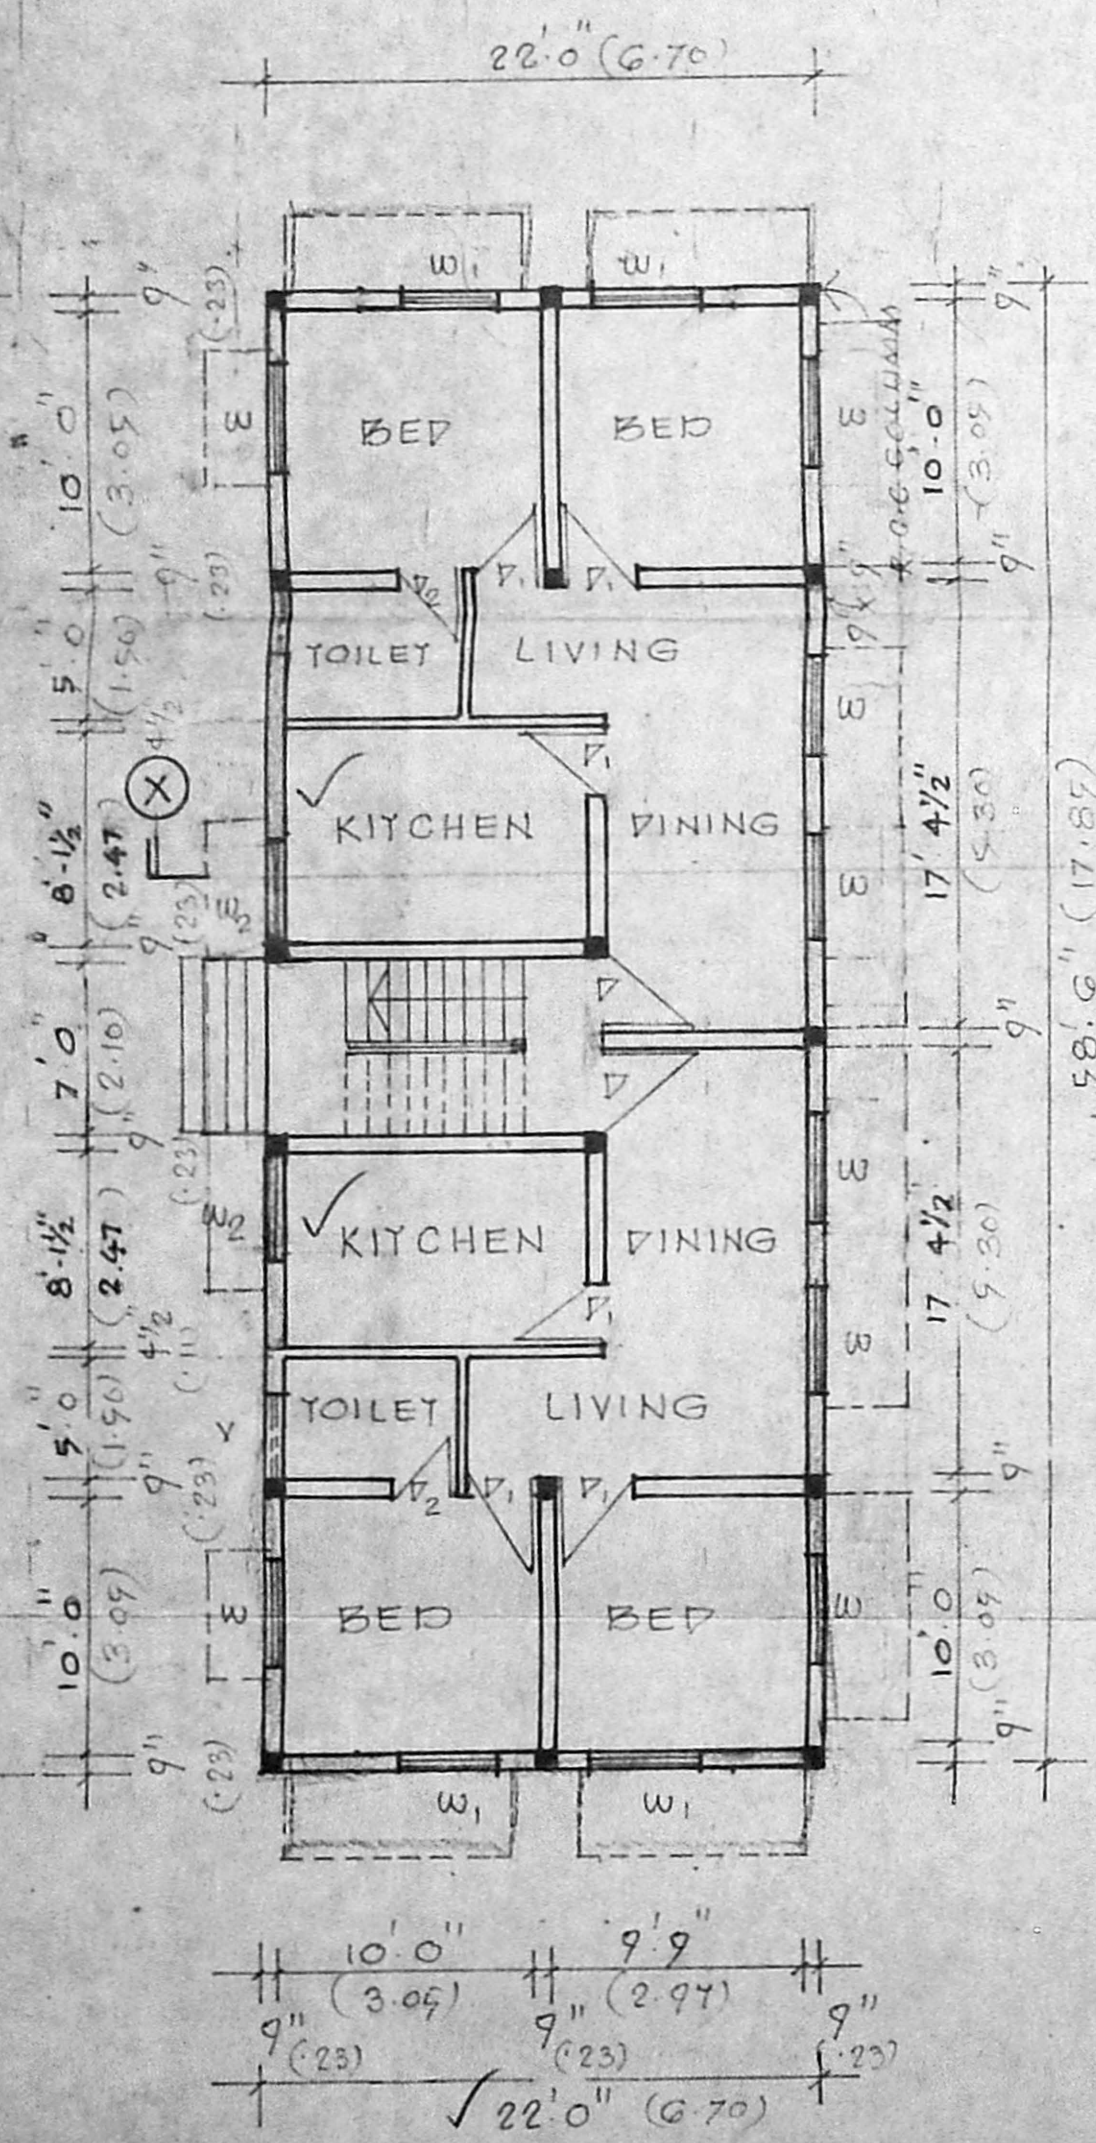 22'.0" (6.70)
W1 W1
9" (.23)
9"
10'.0" (3.05)
W
BED
BED
W
10'-0" (3.05)
R.C.C COLUMN
9"x9"
9" (.23)
D2 D1 D1
9"
5'.0" (1.50)
TOILET
LIVING
W
4½
D1
X
8'-1½" (2.47)
KITCHEN
DINING
W
17' 4½" (5.30)
58'.6" (17.85)
W2
9" (.23)
D
9"
7'.0" (2.10)
D
9" (.23)
W
W2
8'-1½" (2.47)
KITCHEN
DINING
17 4½" (5.30)
D1
W
4½" (.11)
5'.0" (1.50)
TOILET
LIVING
V
9" (.23)
D2 D1 D1
9"
10'.0" (3.05)
W
BED
BED
W
10'.0" (3.05)
9" (.23)
9"
W1 W1
10'.0" (3.05)
9'.9" (2.97)
9" (.23) 9" (.23) 9" (.23)
22'.0" (6.70)